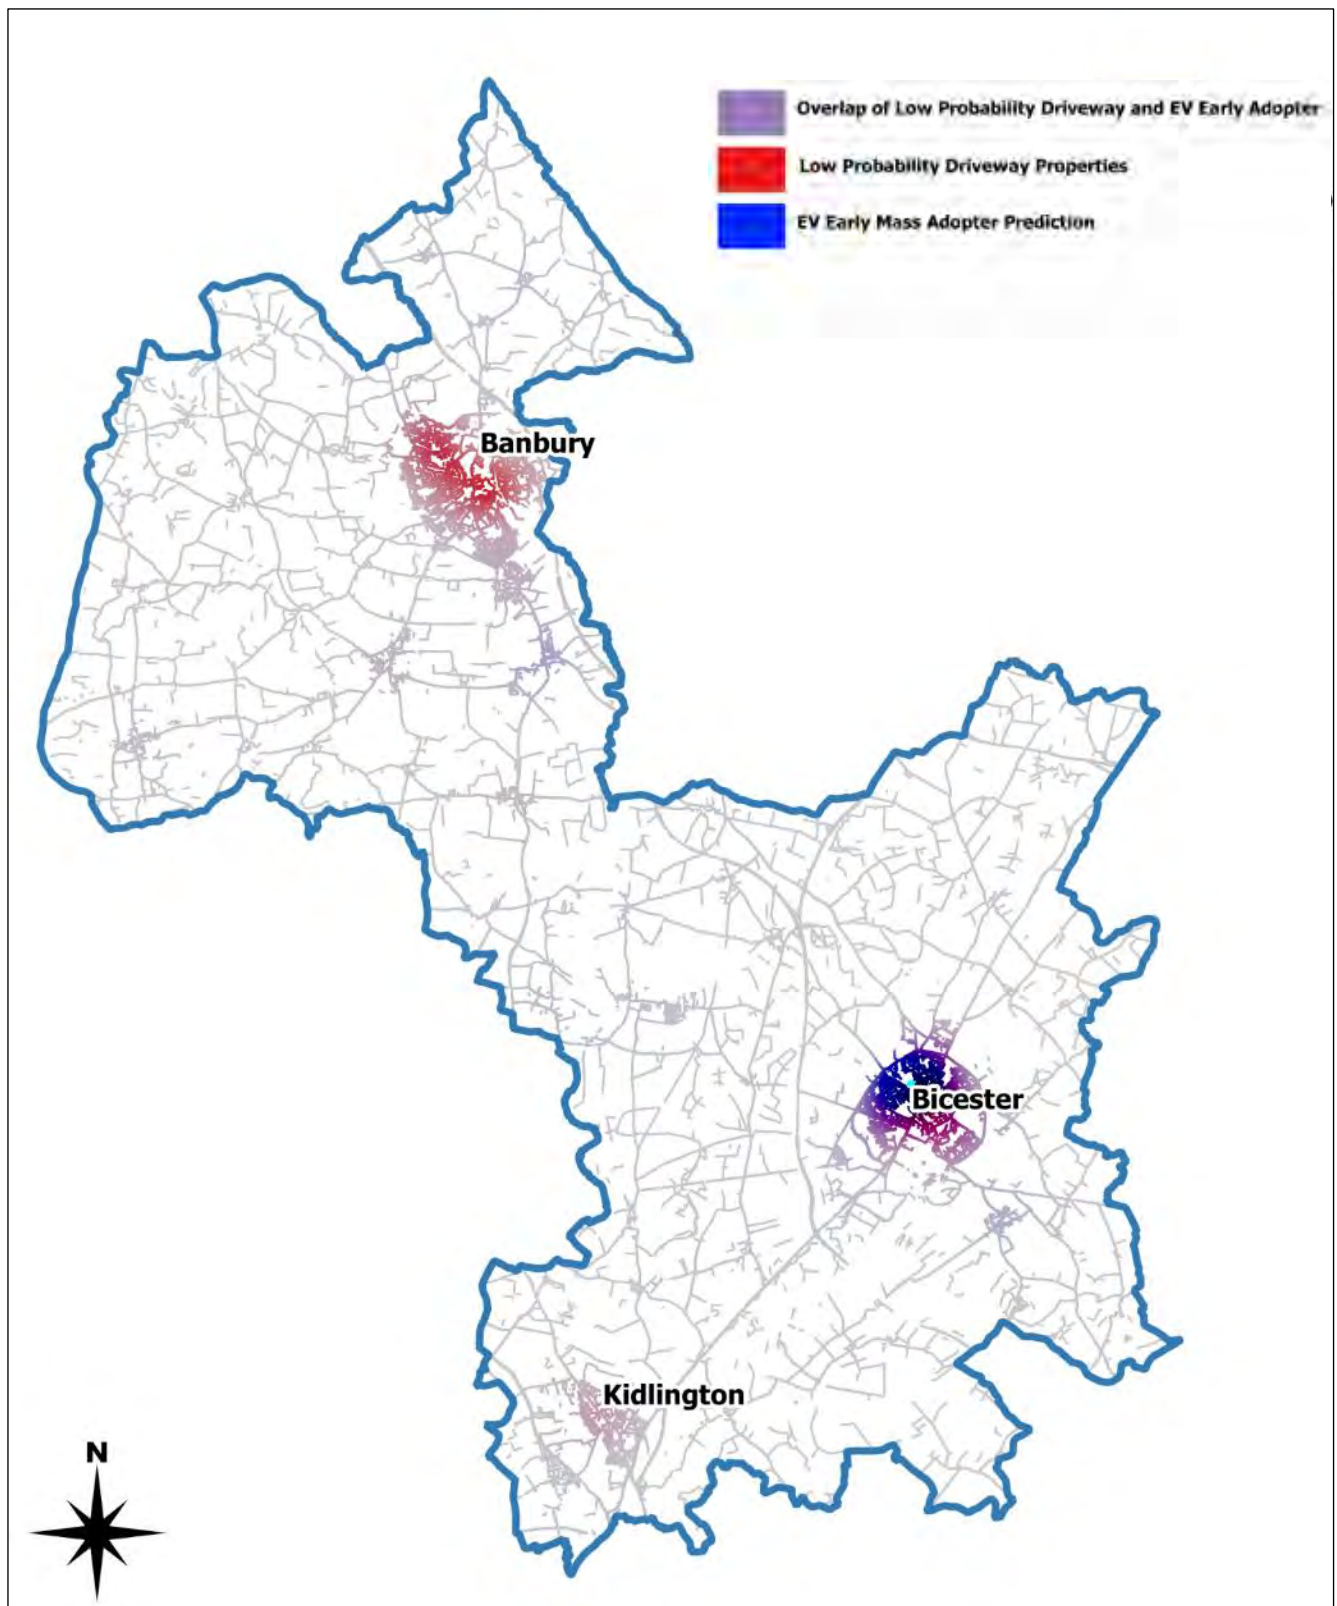 Overlap of Low Probability Driveway and EV Early Adopter
Low Probability Driveway Properties
EV Early Mass Adopter Prediction
Banbury
Bicester
Kidlington
N